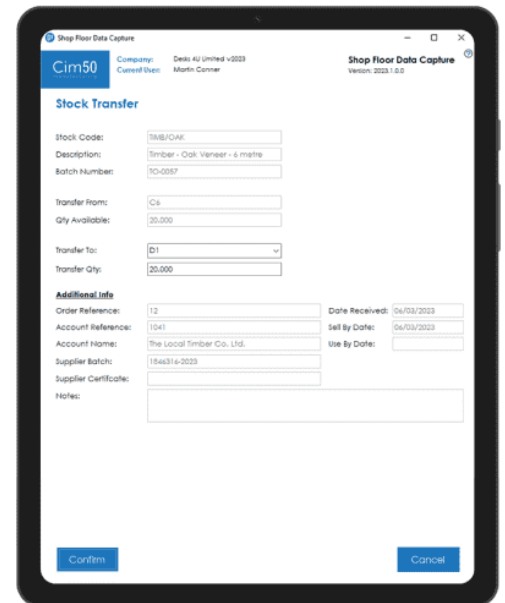 Shop Floor Data Capture
Cim50
Company: Desks 4U Limited v2023
Current User: Martin Conner
Shop Floor Data Capture
Version: 2023.1.0.0
Stock Transfer
Stock Code: TIMB/OAK
Description: Timber - Oak Veneer - 6 metre
Batch Number: TO-0057
Transfer From: C6
Qty Available: 20.000
Transfer To: D1
Transfer Qty: 20.000
Additional Info
Order Reference: 12 Date Received: 06/03/2023
Account Reference: 1041 Sell By Date: 06/03/2023
Account Name: The Local Timber Co. Ltd. Use By Date:
Supplier Batch: 1546316-2023
Supplier Certifcate:
Notes:
Confirm Cancel